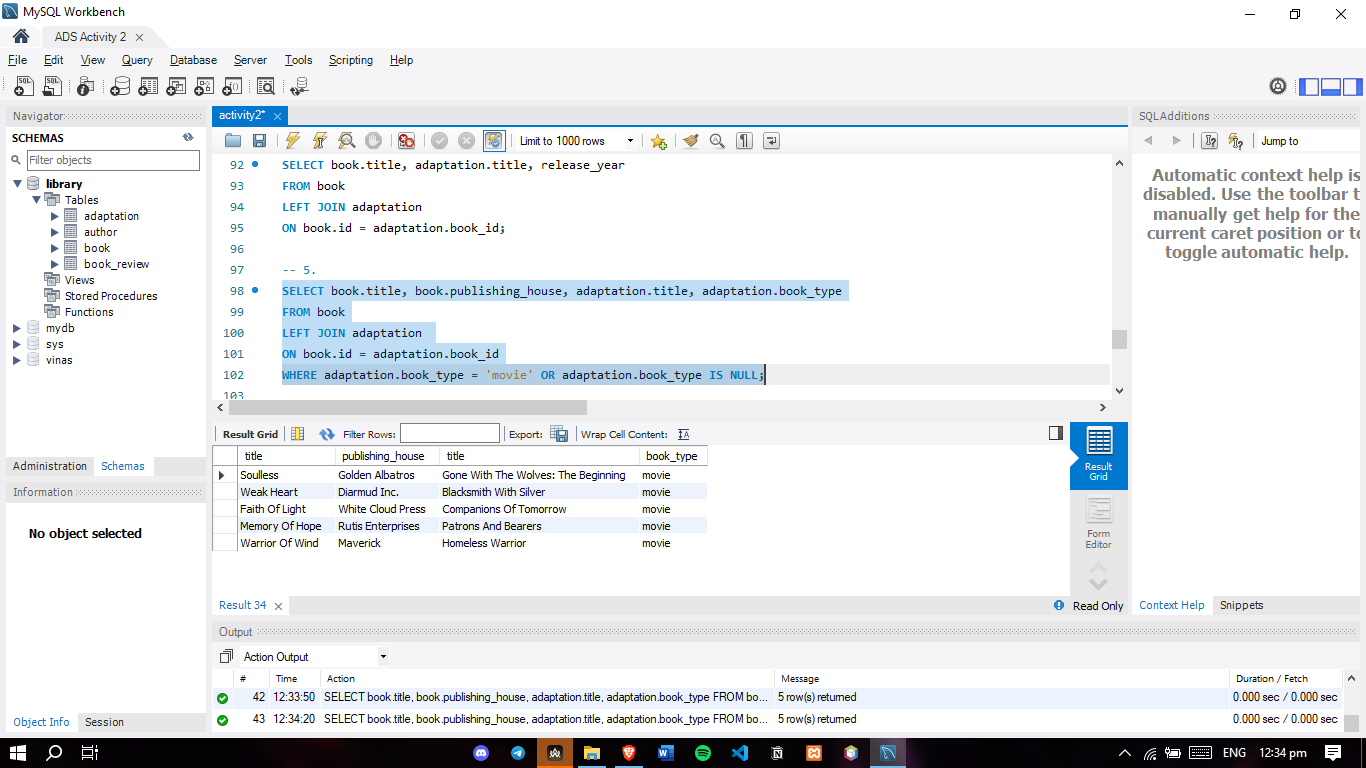 MySQL Workbench
ADS Activity 2
File Edit View Query Database Server Tools Scripting Help
Navigator
SCHEMAS
Filter objects
library
Tables
adaptation
author
book
book_review
Views
Stored Procedures
Functions
mydb
sys
vinas
Administration Schemas
Information
No object selected
Object Info Session
activity2*
Limit to 1000 rows
92 SELECT book.title, adaptation.title, release_year
93 FROM book
94 LEFT JOIN adaptation
95 ON book.id = adaptation.book_id;
96
97 -- 5.
98 SELECT book.title, book.publishing_house, adaptation.title, adaptation.book_type
99 FROM book
100 LEFT JOIN adaptation
101 ON book.id = adaptation.book_id
102 WHERE adaptation.book_type = 'movie' OR adaptation.book_type IS NULL;
103
Result Grid Filter Rows: Export: Wrap Cell Content:
title publishing_house title book_type
Soulless Golden Albatros Gone With The Wolves: The Beginning movie
Weak Heart Diarmud Inc. Blacksmith With Silver movie
Faith Of Light White Cloud Press Companions Of Tomorrow movie
Memory Of Hope Rutis Enterprises Patrons And Bearers movie
Warrior Of Wind Maverick Homeless Warrior movie
Result
Grid
Form
Editor
Result 34
Read Only
SQLAdditions
Jump to
Automatic context help is
disabled. Use the toolbar t
manually get help for the
current caret position or to
toggle automatic help.
Context Help Snippets
Output
Action Output
# Time Action Message Duration / Fetch
42 12:33:50 SELECT book.title, book.publishing_house, adaptation.title, adaptation.book_type FROM bo... 5 row(s) returned 0.000 sec / 0.000 sec
43 12:34:20 SELECT book.title, book.publishing_house, adaptation.title, adaptation.book_type FROM bo... 5 row(s) returned 0.000 sec / 0.000 sec
ENG 12:34 pm